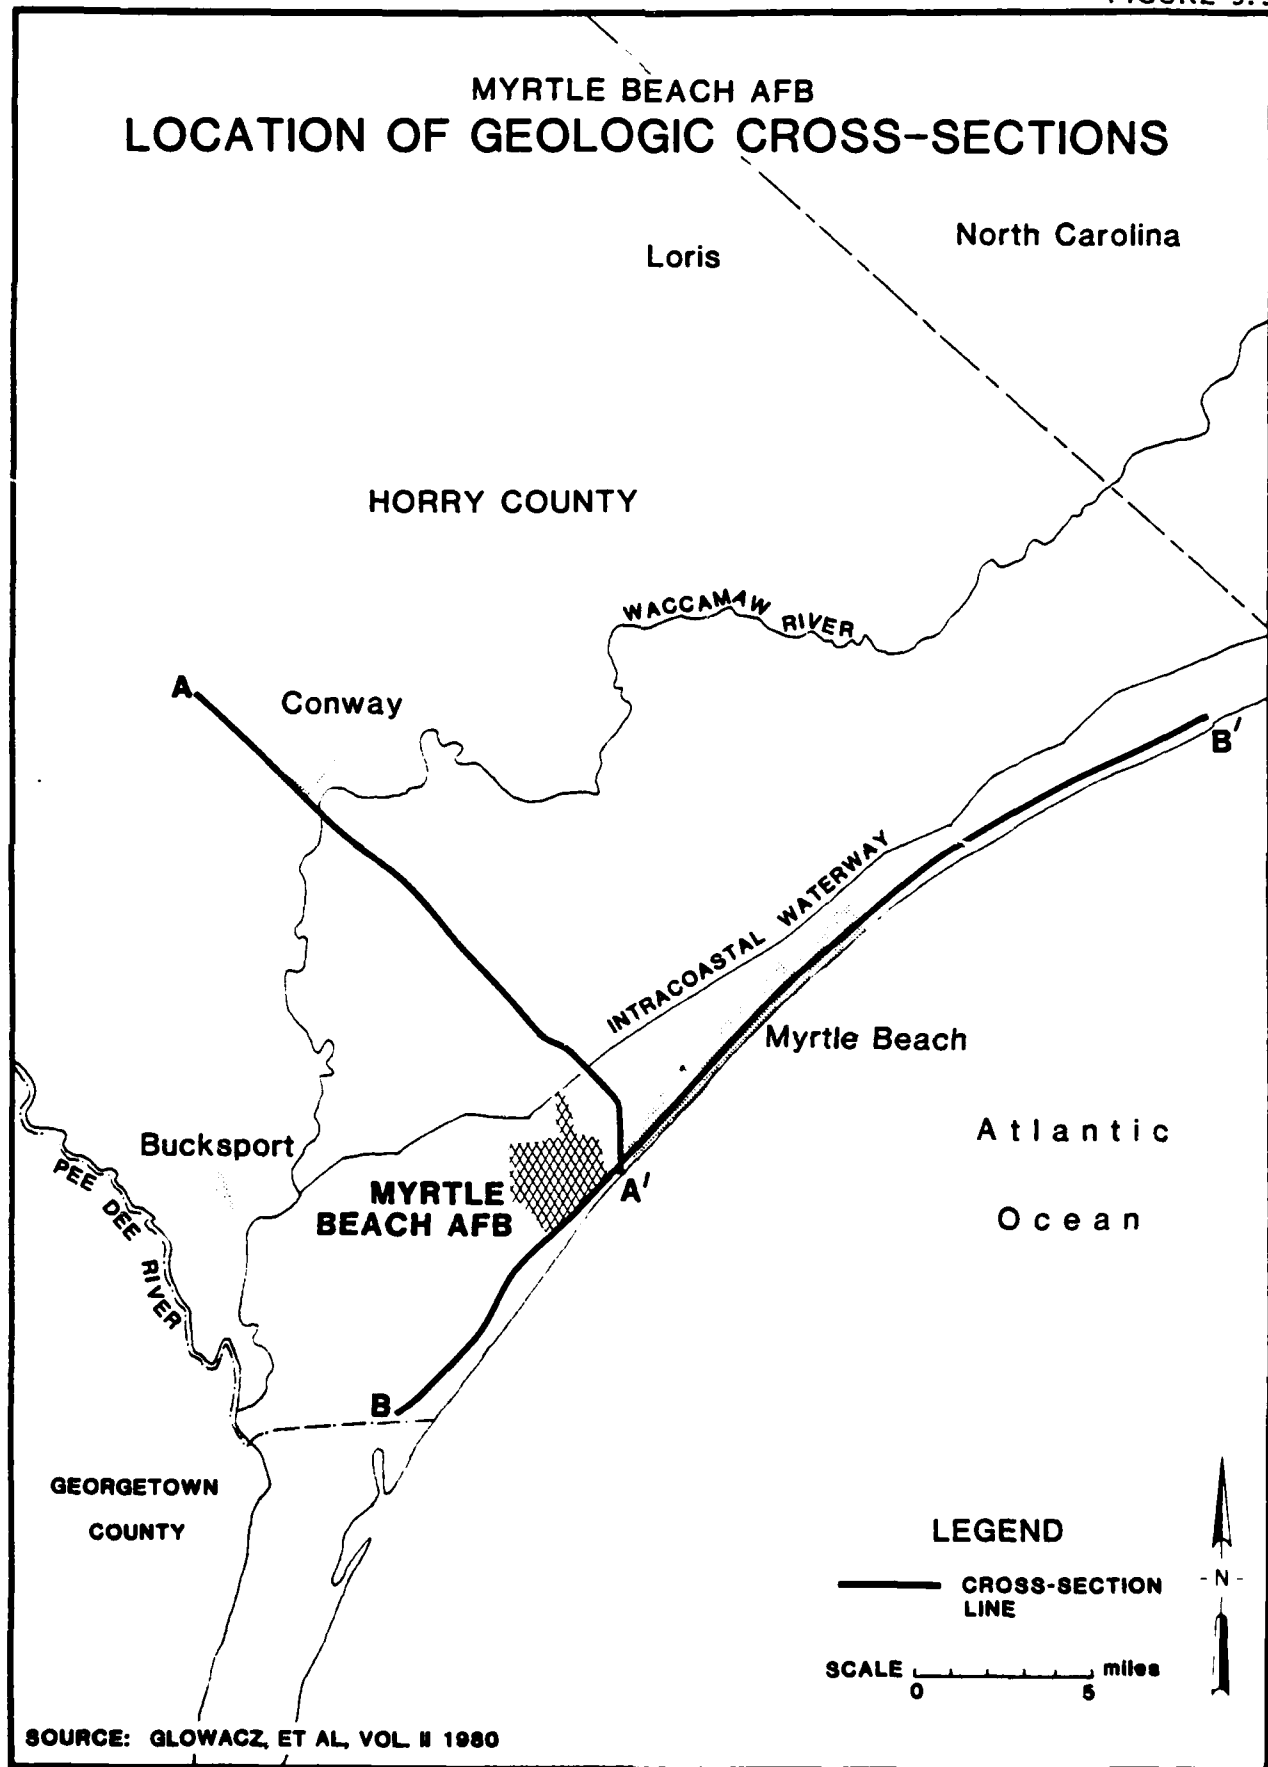 MYRTLE BEACH AFB
LOCATION OF GEOLOGIC CROSS-SECTIONS
North Carolina
Loris
HORRY COUNTY
WACCAMAW RIVER
A
Conway
B'
INTRACOASTAL WATERWAY
Myrtle Beach
Atlantic
Ocean
Bucksport
PEE DEE RIVER
MYRTLE
BEACH AFB
A'
B
GEORGETOWN
COUNTY
LEGEND
CROSS-SECTION
LINE
- N -
SCALE
miles
0 5
SOURCE: GLOWACZ, ET AL, VOL. II 1980